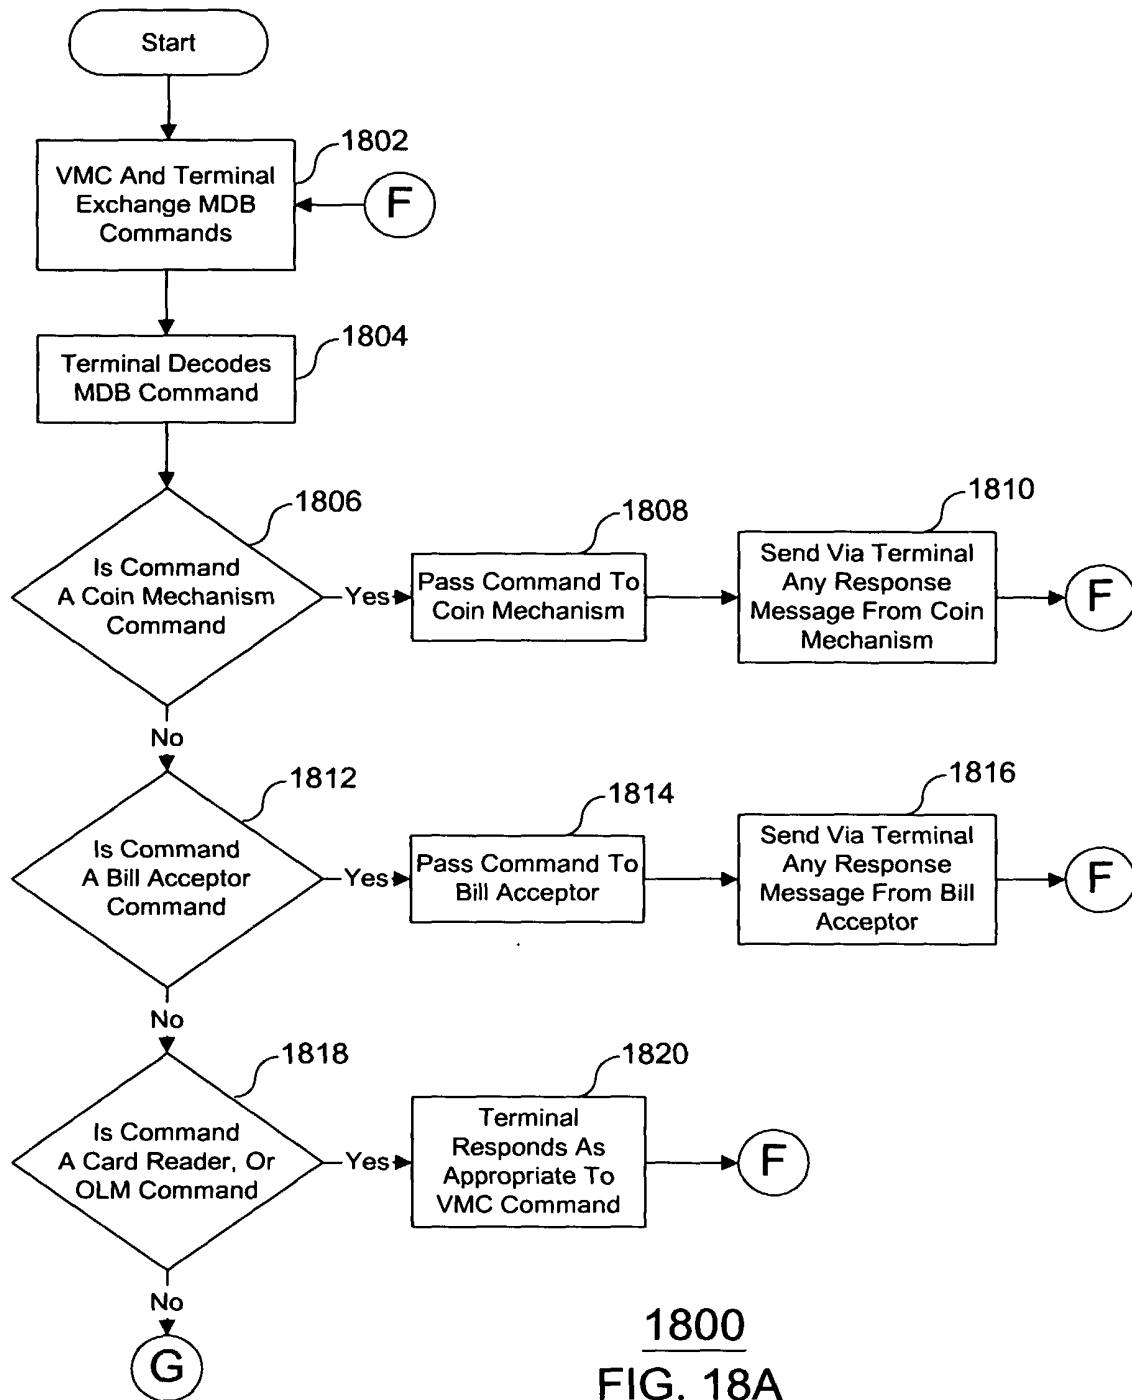 Start
1802
VMC And Terminal
Exchange MDB
Commands
F
1804
Terminal Decodes
MDB Command
1806
Is Command
A Coin Mechanism
Command
Yes
1808
Pass Command To
Coin Mechanism
1810
Send Via Terminal
Any Response
Message From Coin
Mechanism
F
No
1812
Is Command
A Bill Acceptor
Command
Yes
1814
Pass Command To
Bill Acceptor
1816
Send Via Terminal
Any Response
Message From Bill
Acceptor
F
No
1818
Is Command
A Card Reader, Or
OLM Command
Yes
1820
Terminal
Responds As
Appropriate To
VMC Command
F
No
G
1800
FIG. 18A